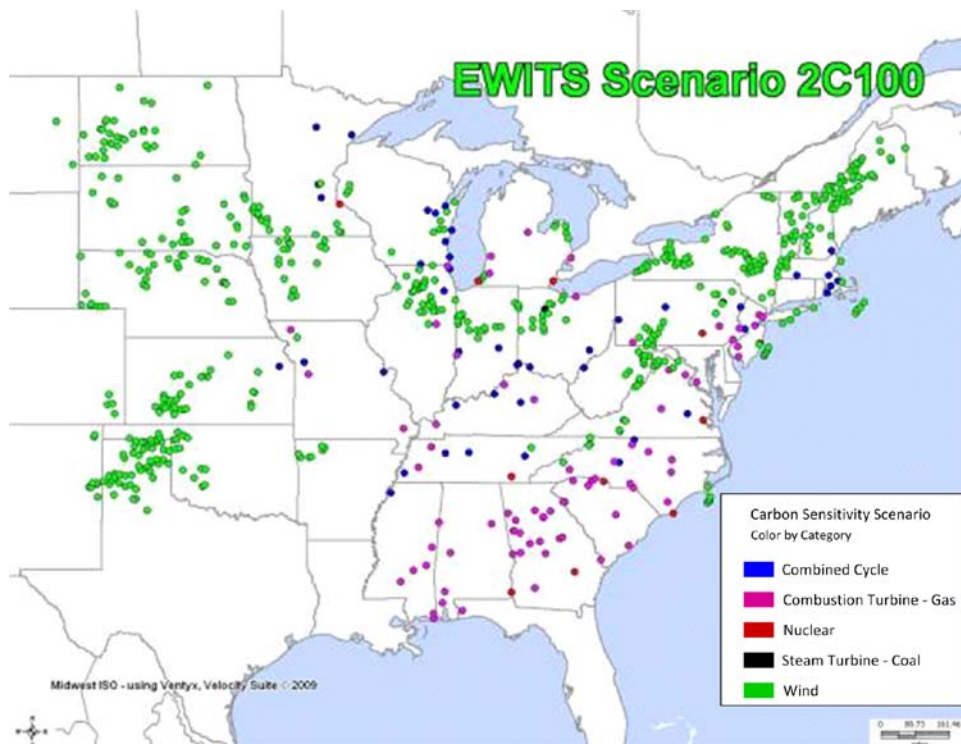 EWITS Scenario 2C100
Carbon Sensitivity Scenario
Color by Category
Combined Cycle
Combustion Turbine - Gas
Nuclear
Steam Turbine - Coal
Wind
Midwest ISO - using Ventyx, Velocity Suite © 2009
0